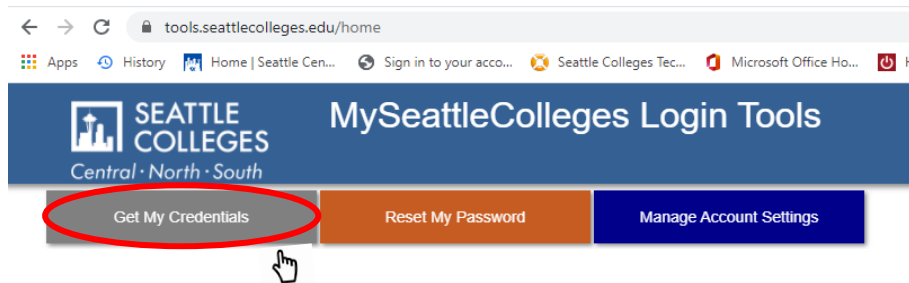 tools.seattlecolleges.edu/home
Apps History Home | Seattle Cen... Sign in to your acco... Seattle Colleges Tec... Microsoft Office Ho... H
SEATTLE COLLEGES
Central · North · South
MySeattleColleges Login Tools
Get My Credentials Reset My Password Manage Account Settings